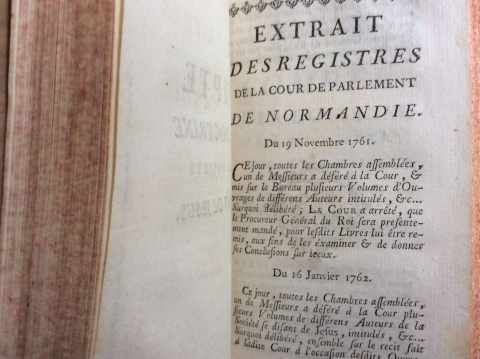 EXTRAIT
DES REGISTRES
DE LA COUR DE PARLEMENT
DE NORMANDIE.
Du 19 Novembre 1761.
CE jour, toutes les Chambres assemblées,
un de Messieurs a déféré à la Cour, &
mis sur le Bureau plusieurs Volumes d'Ou-
vrages de différens Auteurs intitulés, &c...
Surquoi délibéré; LA COUR a arrêté, que
le Procureur Général du Roi sera présente-
ment mandé, pour lesdits Livres lui être re-
mis, aux fins de les éxaminer & de donner
ses Conclusions sur iceux.
Du 16 Janvier 1762.
CE jour, toutes les Chambres assemblées,
un de Messieurs a déféré à la Cour plu-
sieurs Volumes de différens Auteurs de la
Société se disant de Jesus, intitulés, &c...
Surquoi délibéré, ensemble sur le recit fait
à ladite Cour à l'occasion desdits